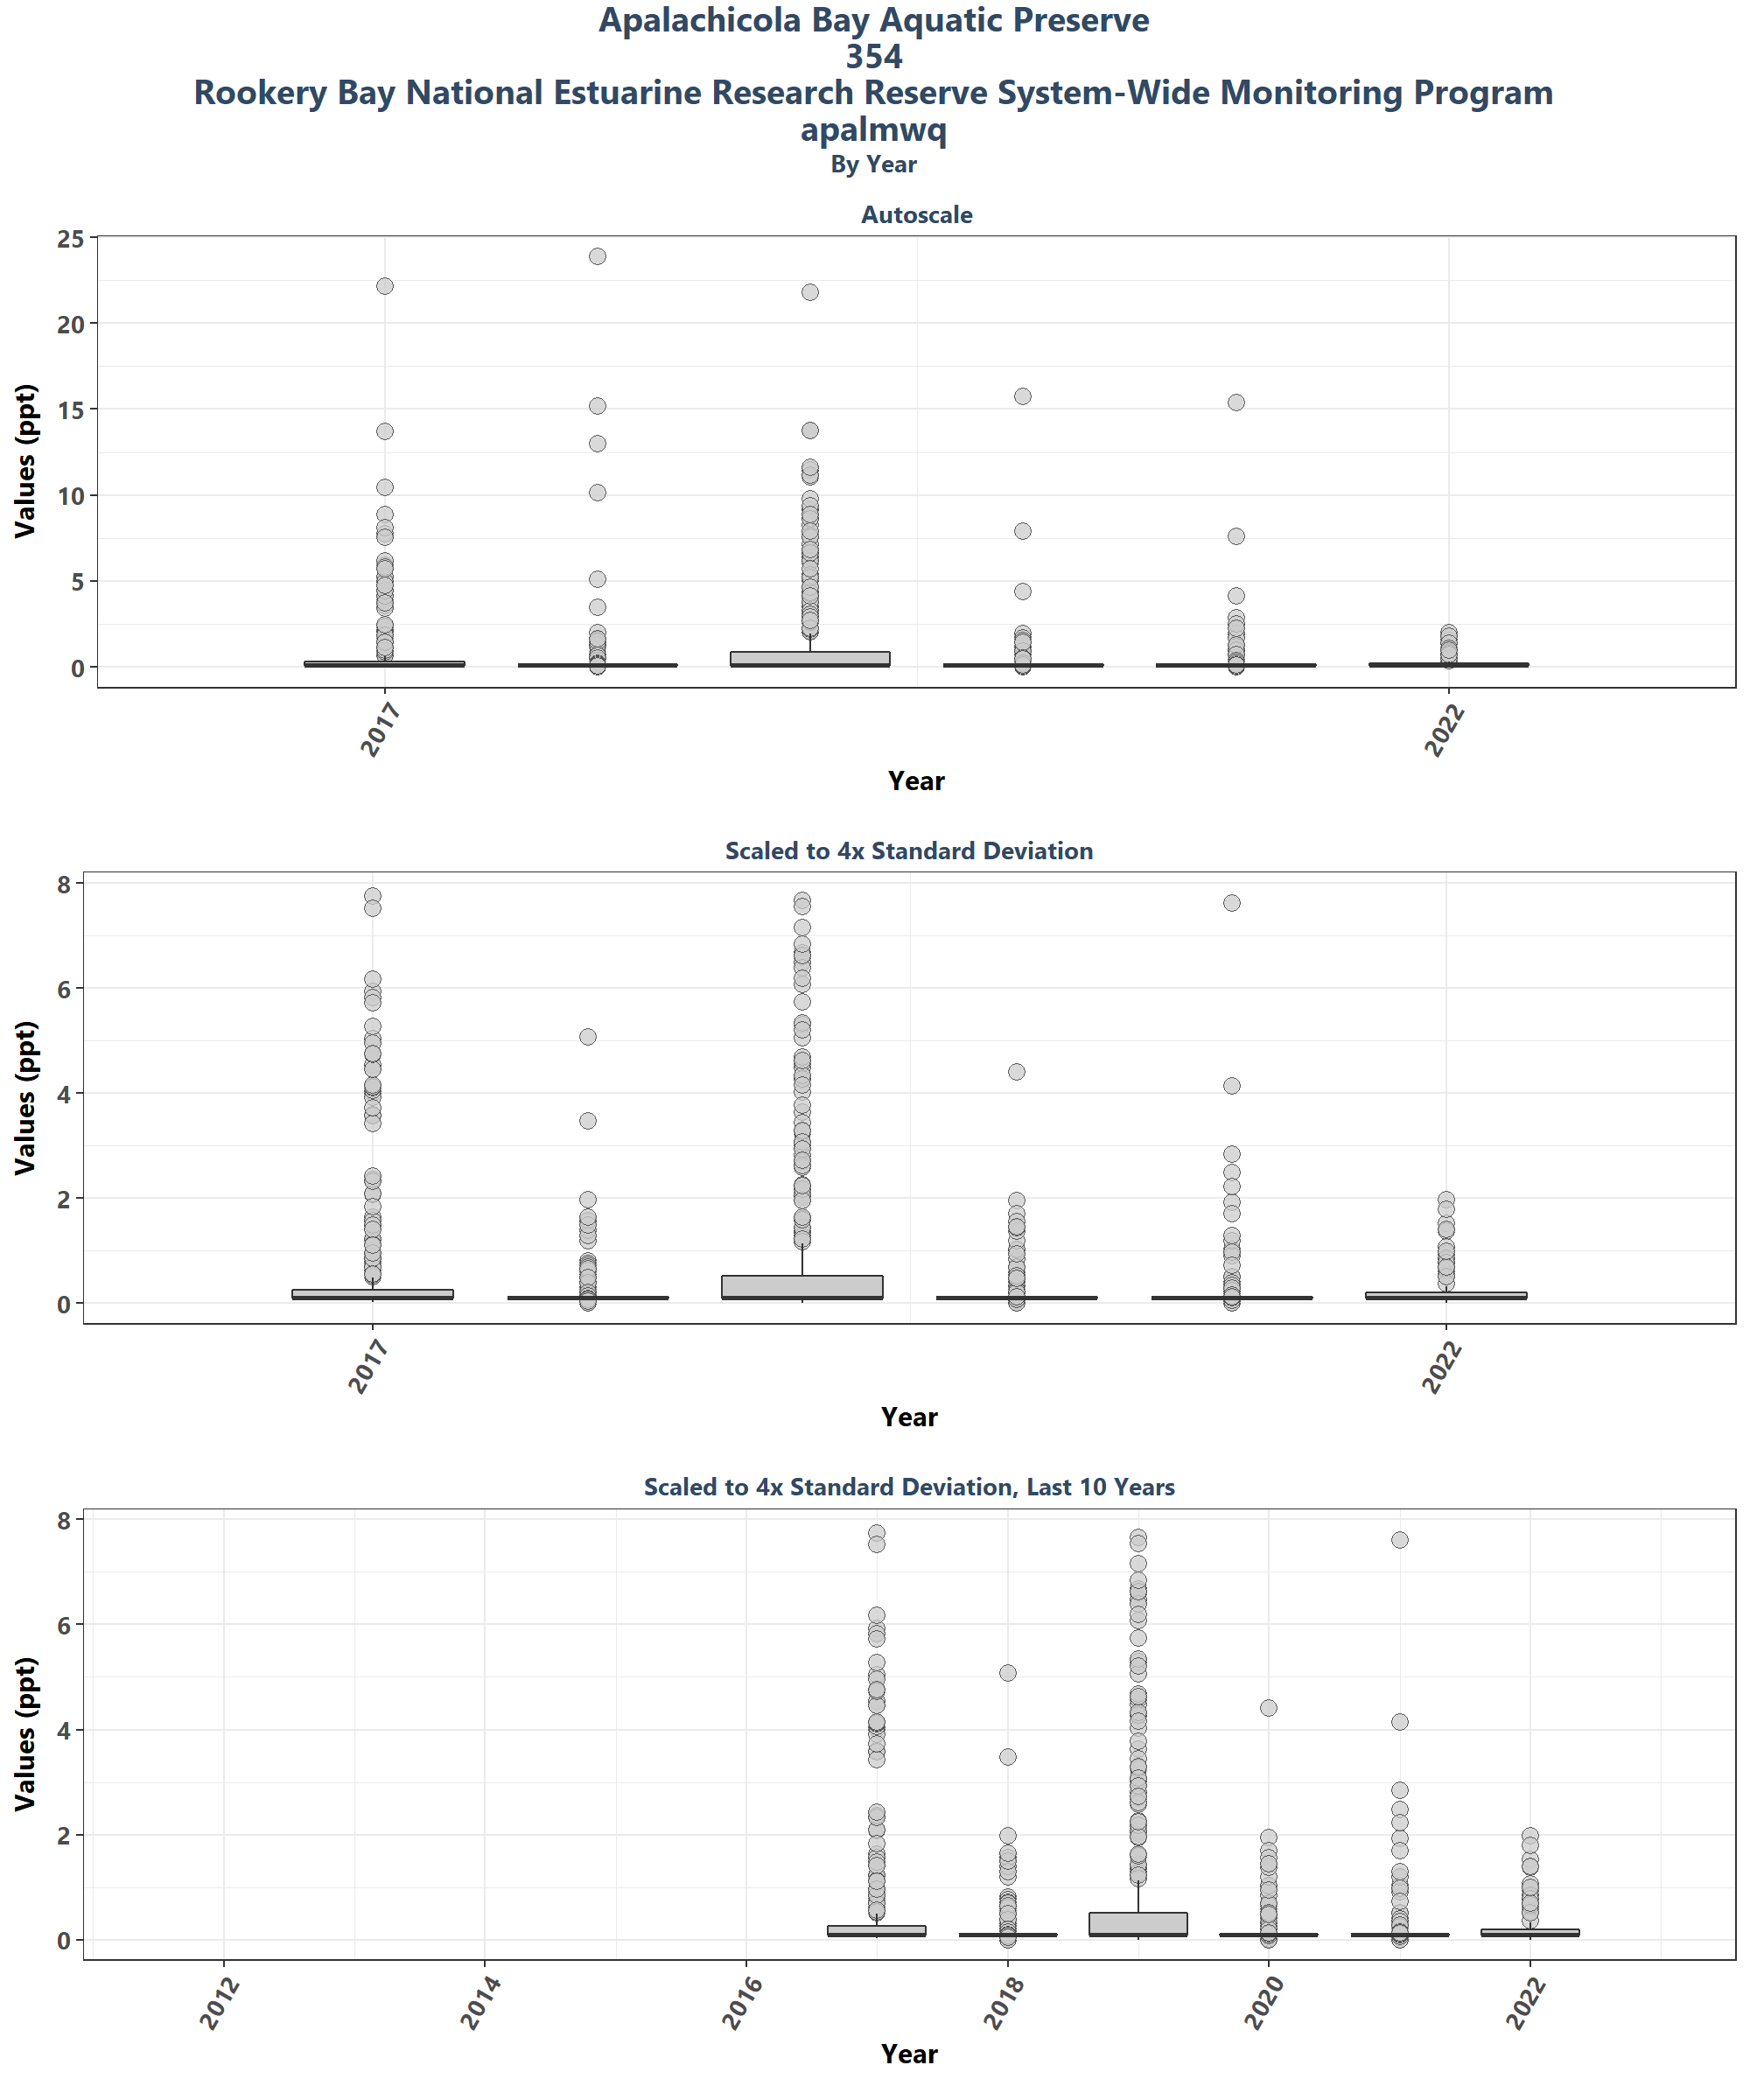 Apalachicola Bay Aquatic Preserve
354
Rookery Bay National Estuarine Research Reserve System-Wide Monitoring Program
apalmwq
By Year
Autoscale
25
20
15
10
5
0
Values (ppt)
2017
2022
Year
Scaled to 4x Standard Deviation
8
6
4
2
0
Values (ppt)
2017
2022
Year
Scaled to 4x Standard Deviation, Last 10 Years
8
6
4
2
0
Values (ppt)
2012
2014
2016
2018
2020
2022
Year